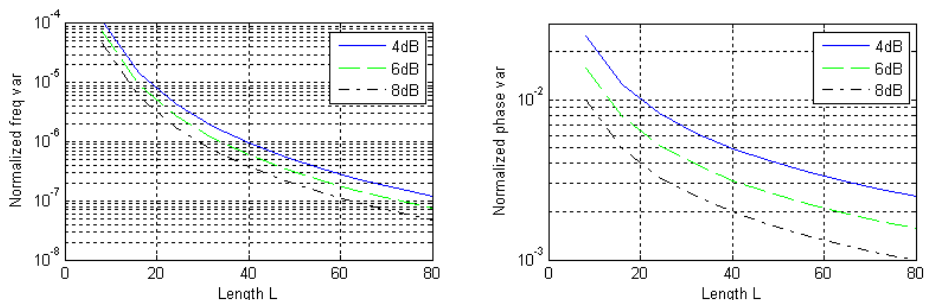 Normalized freq var
10^-4
10^-5
10^-6
10^-7
10^-8
4dB
6dB
8dB
0 20 40 60 80
Length L
Normalized phase var
10^-2
10^-3
4dB
6dB
8dB
0 20 40 60 80
Length L